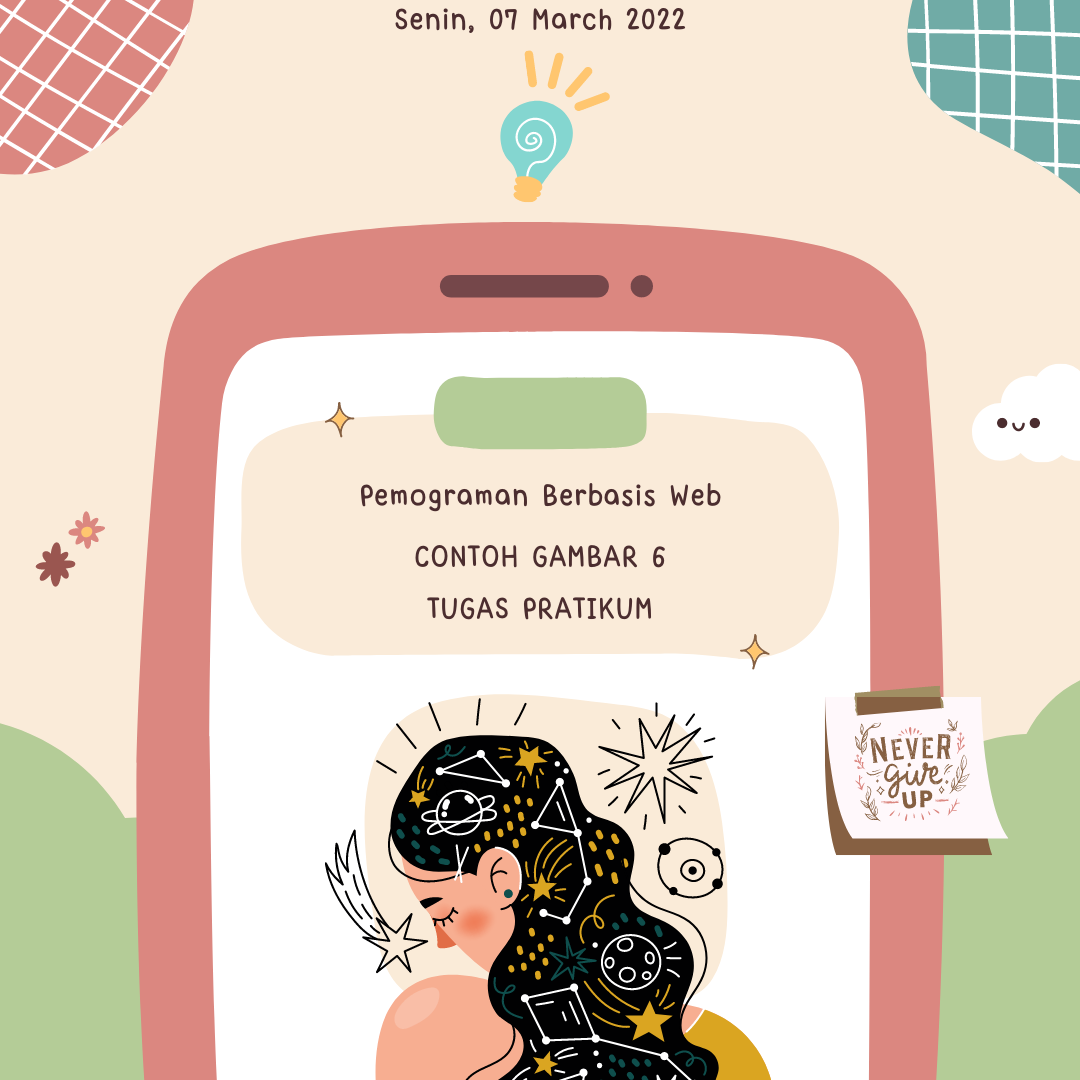 Senin, 07 March 2022
Pemograman Berbasis Web
CONTOH GAMBAR 6
TUGAS PRATIKUM
NEVER
give
UP